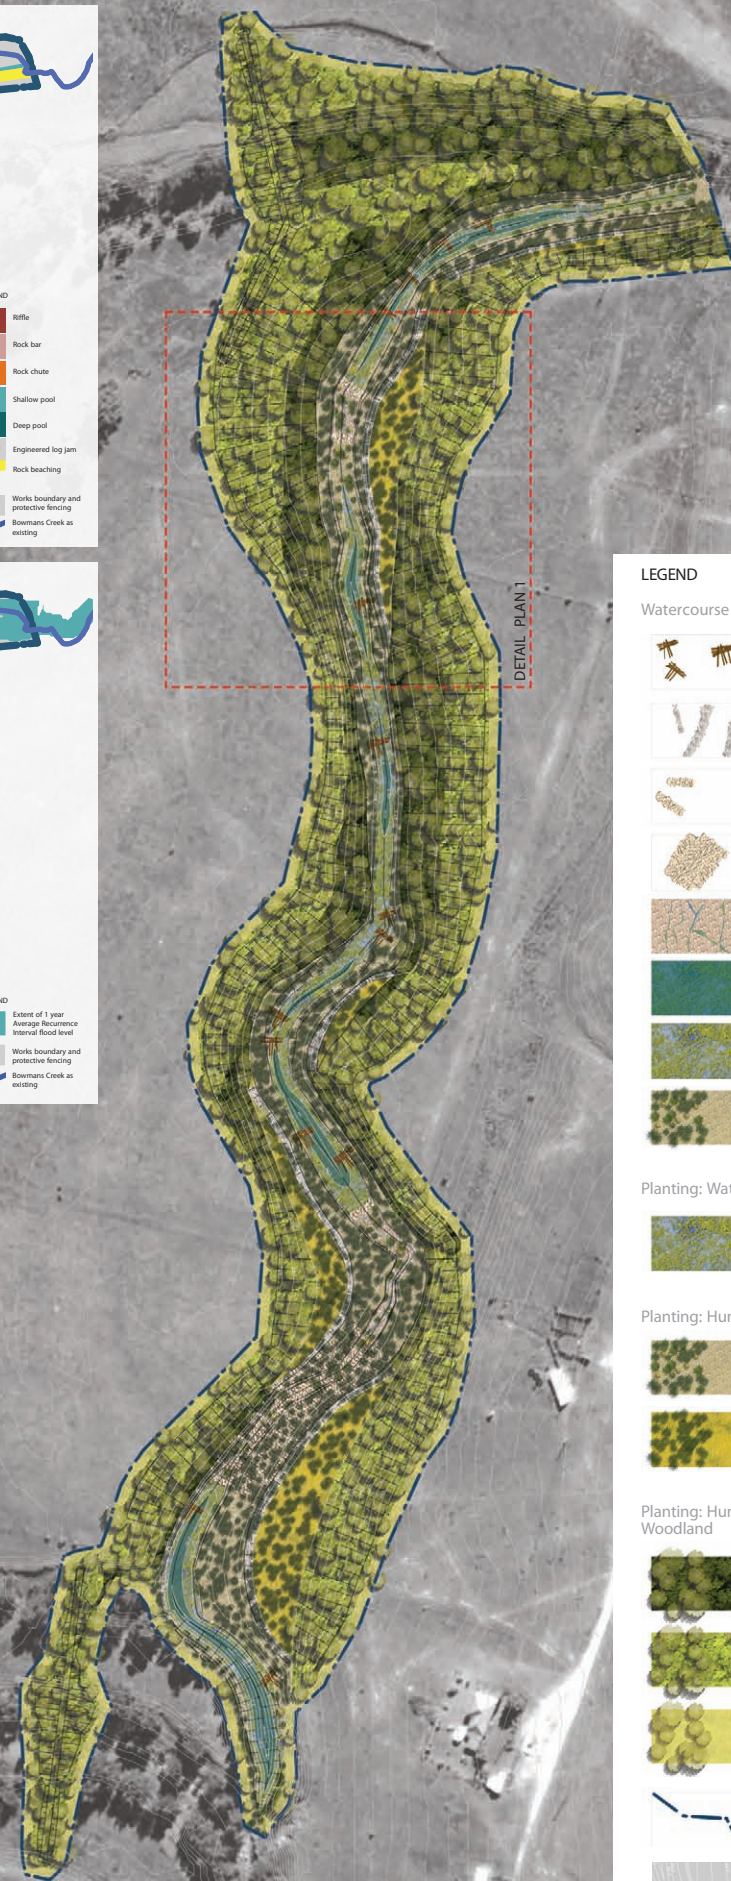 ND
Riffle
Rock bar
Rock chute
Shallow pool
Deep pool
Engineered log jam
Rock beaching
Works boundary and
protective fencing
Bowmans Creek as
existing
ND
Extent of 1 year
Average Recurrence
Interval flood level
Works boundary and
protective fencing
Bowmans Creek as
existing
DETAIL PLAN 1
LEGEND
Watercourse
Planting: Wat
Planting: Hun
Planting: Hun
Woodland